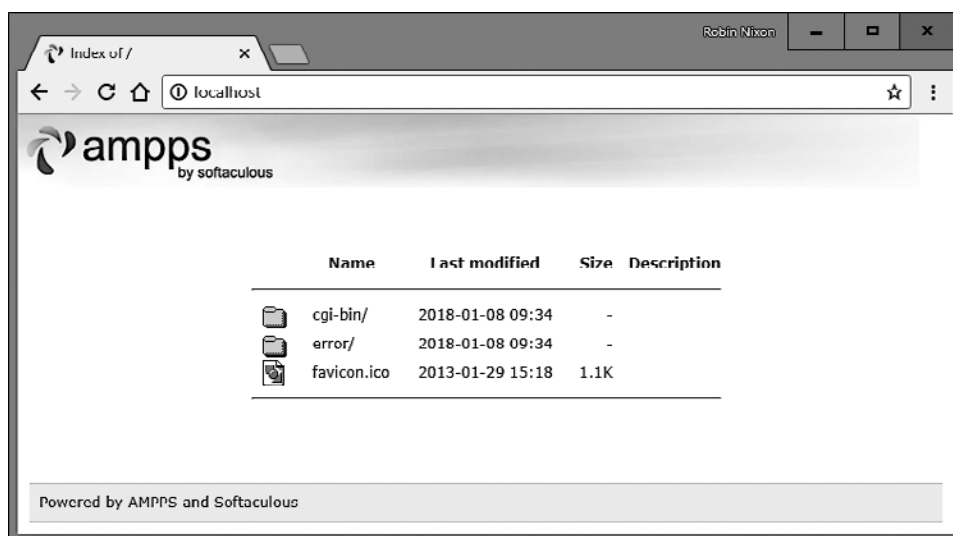 Robin Nixon
Index of /
localhost
ampps
by softaculous
Name Last modified Size Description
cgi-bin/ 2018-01-08 09:34 -
error/ 2018-01-08 09:34 -
favicon.ico 2013-01-29 15:18 1.1K
Powered by AMPPS and Softaculous